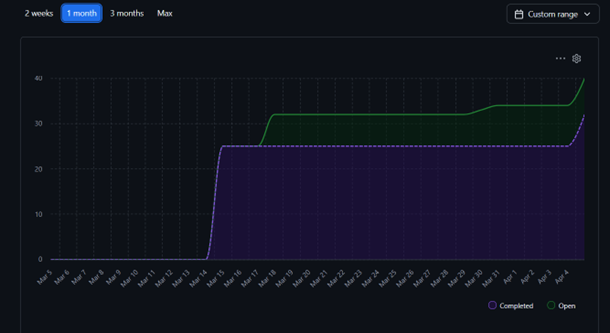 2 weeks 1 month 3 months Max Custom range
40
30
20
10
0
Mar 5 Mar 6 Mar 7 Mar 8 Mar 9 Mar 10 Mar 11 Mar 12 Mar 13 Mar 14 Mar 15 Mar 16 Mar 17 Mar 18 Mar 19 Mar 20 Mar 21 Mar 22 Mar 23 Mar 24 Mar 25 Mar 26 Mar 27 Mar 28 Mar 29 Mar 30 Mar 31 Apr 1 Apr 2 Apr 3 Apr 4
Completed Open